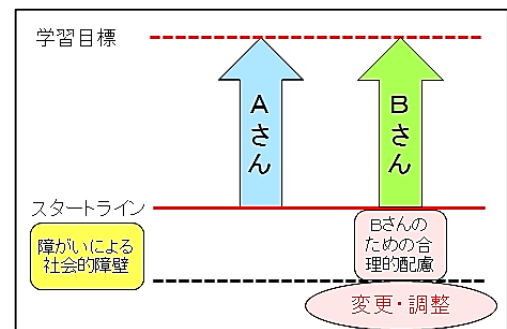 学習目標
Aさん
Bさん
スタートライン
障がいによる
社会的障壁
Bさんの
ための合
理的配慮
変更・調整